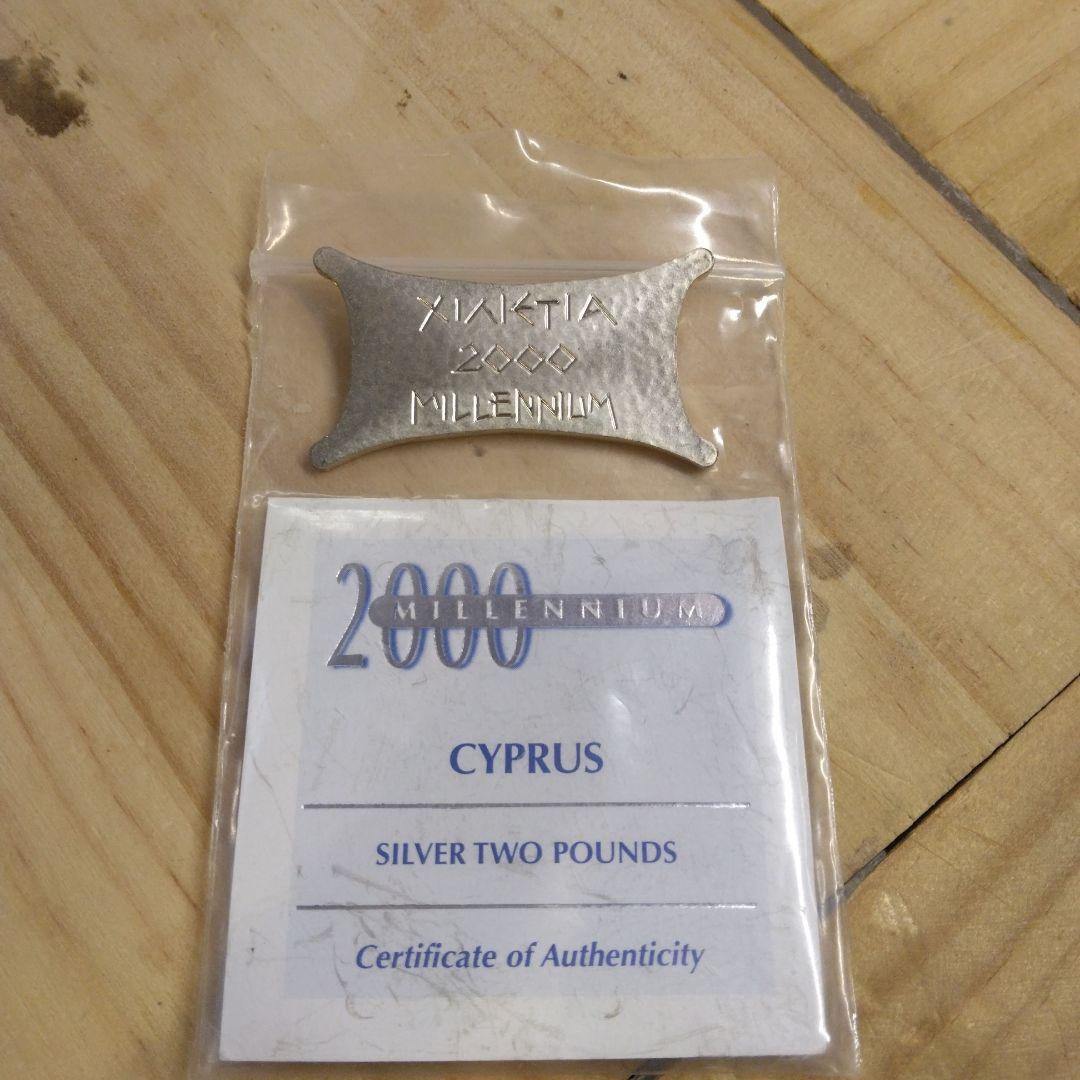 ΧΙΛΙΕΤΙΑ
2000
MILLENNIUM
2000 MILLENNIUM
CYPRUS
SILVER TWO POUNDS
Certificate of Authenticity